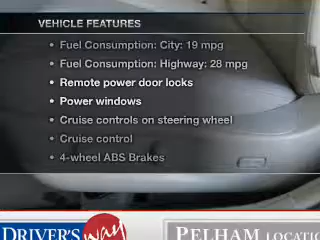 VEHICLE FEATURES
• Fuel Consumption: City: 19 mpg
• Fuel Consumption: Highway: 28 mpg
• Remote power door locks
• Power windows
• Cruise controls on steering wheel
• Cruise control
• 4-wheel ABS Brakes
DRIVER'S way
PELHAM LOCATIO